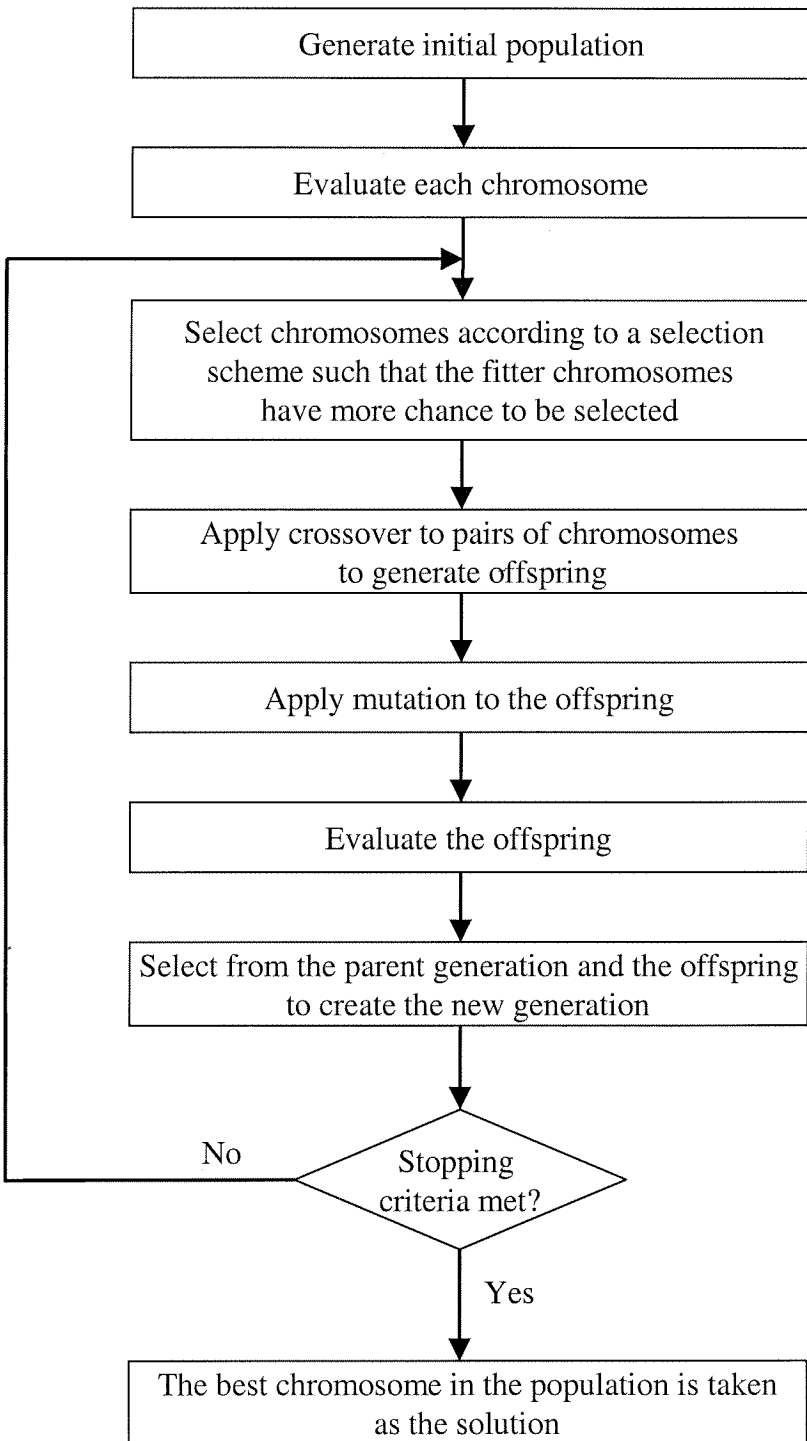 Generate initial population
Evaluate each chromosome
Select chromosomes according to a selection
scheme such that the fitter chromosomes
have more chance to be selected
Apply crossover to pairs of chromosomes
to generate offspring
Apply mutation to the offspring
Evaluate the offspring
Select from the parent generation and the offspring
to create the new generation
No
Stopping
criteria met?
Yes
The best chromosome in the population is taken
as the solution